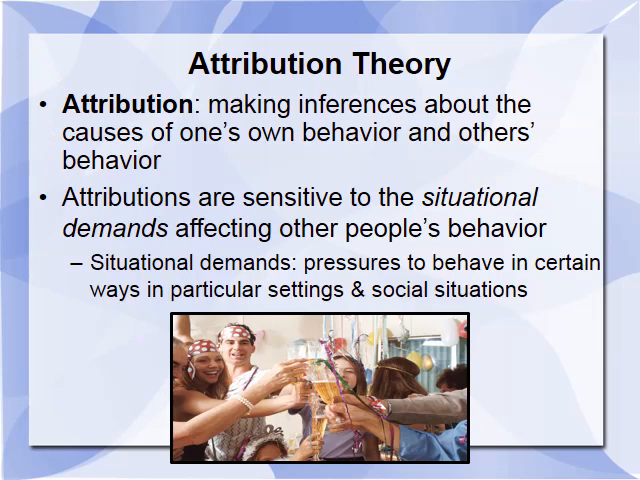 Attribution Theory
• Attribution: making inferences about the
causes of one's own behavior and others'
behavior
• Attributions are sensitive to the situational
demands affecting other people's behavior
– Situational demands: pressures to behave in certain
ways in particular settings & social situations